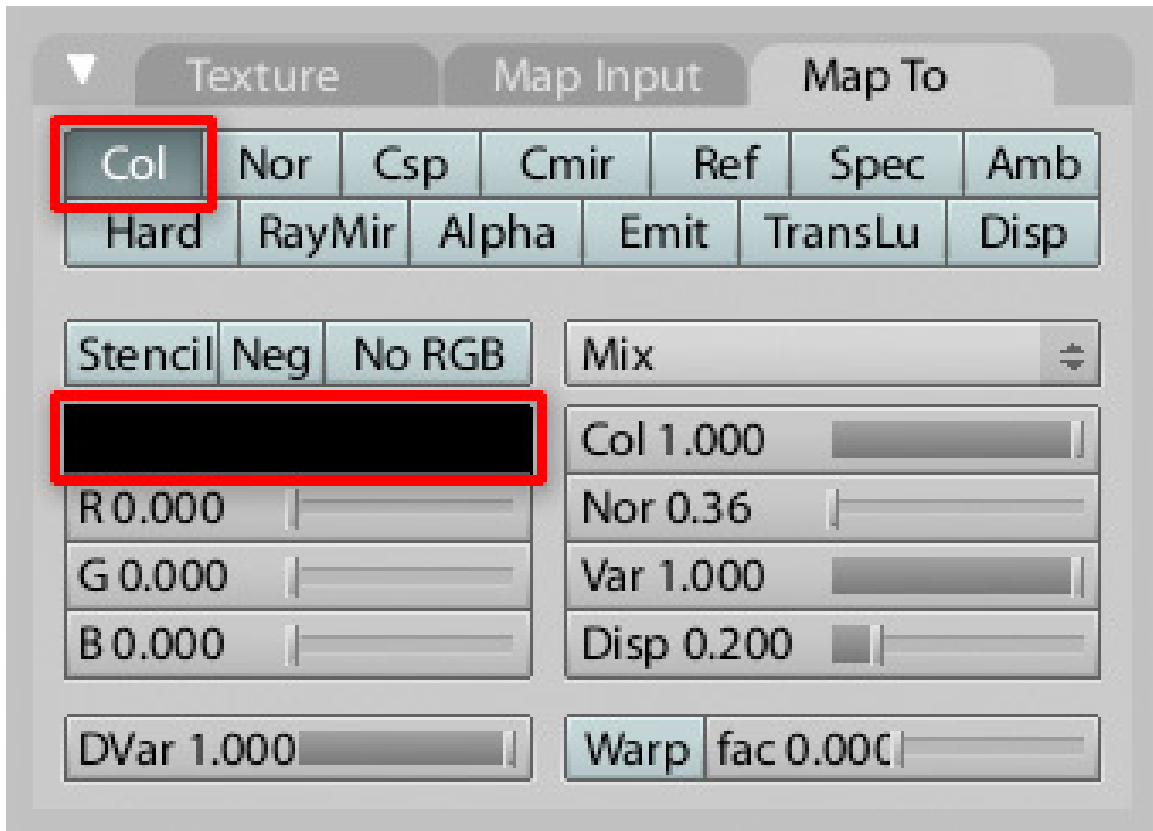 Texture Map Input Map To
Col Nor Csp Cmir Ref Spec Amb
Hard RayMir Alpha Emit TransLu Disp
Stencil Neg No RGB Mix
Col 1.000
R 0.000 Nor 0.36
G 0.000 Var 1.000
B 0.000 Disp 0.200
DVar 1.000 Warp fac 0.000